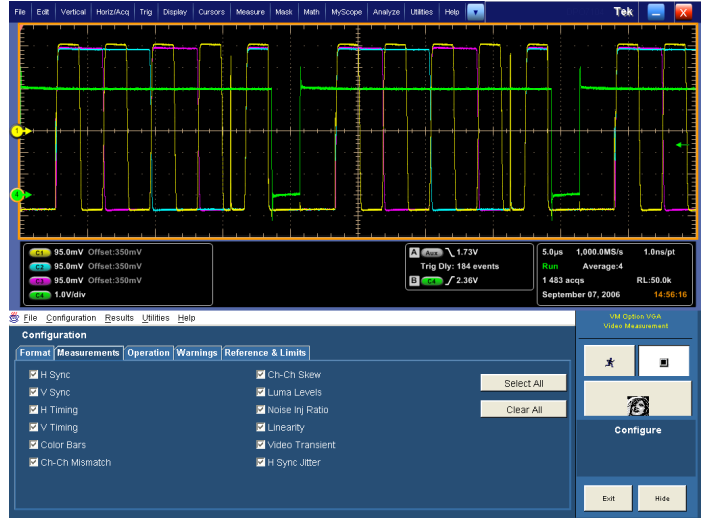 File Edit Vertical Horiz/Acq Trig Display Cursors Measure Mask Math MyScope Analyze Utilities Help Tek
1
4
C1 95.0mV Offset:350mV
C2 95.0mV Offset:350mV
C3 95.0mV Offset:350mV
C4 1.0V/div
A Aux 1.73V
Trig Dly: 184 events
B C4 2.36V
5.0µs 1,000.0MS/s 1.0ns/pt
Run Average:4
1 483 acqs RL:50.0k
September 07, 2006 14:56:16
File Configuration Results Utilities Help
Configuration
Format Measurements Operation Warnings Reference & Limits
H Sync
V Sync
H Timing
V Timing
Color Bars
Ch-Ch Mismatch
Ch-Ch Skew
Luma Levels
Noise Inj Ratio
Linearity
Video Transient
H Sync Jitter
Select All
Clear All
VM Option VGA
Video Measurement
Configure
Exit Hide